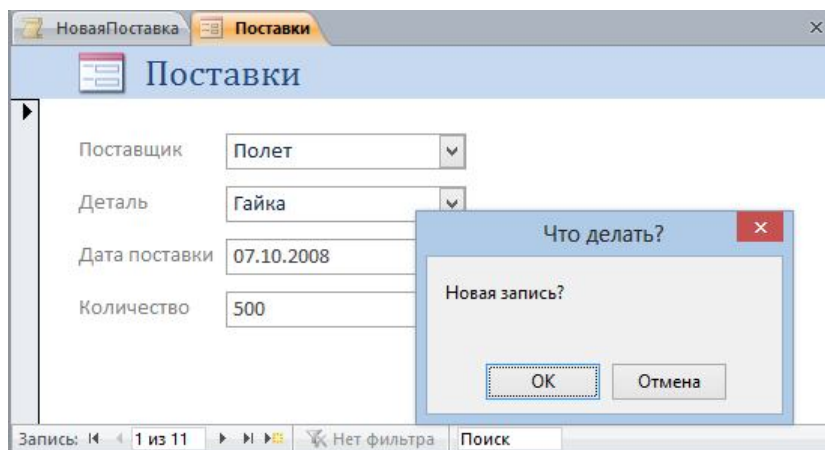 НоваяПоставка Поставки
Поставки
Поставщик Полет
Деталь Гайка
Дата поставки 07.10.2008
Количество 500
Что делать?
Новая запись?
ОК Отмена
Запись: 1 из 11 Нет фильтра Поиск